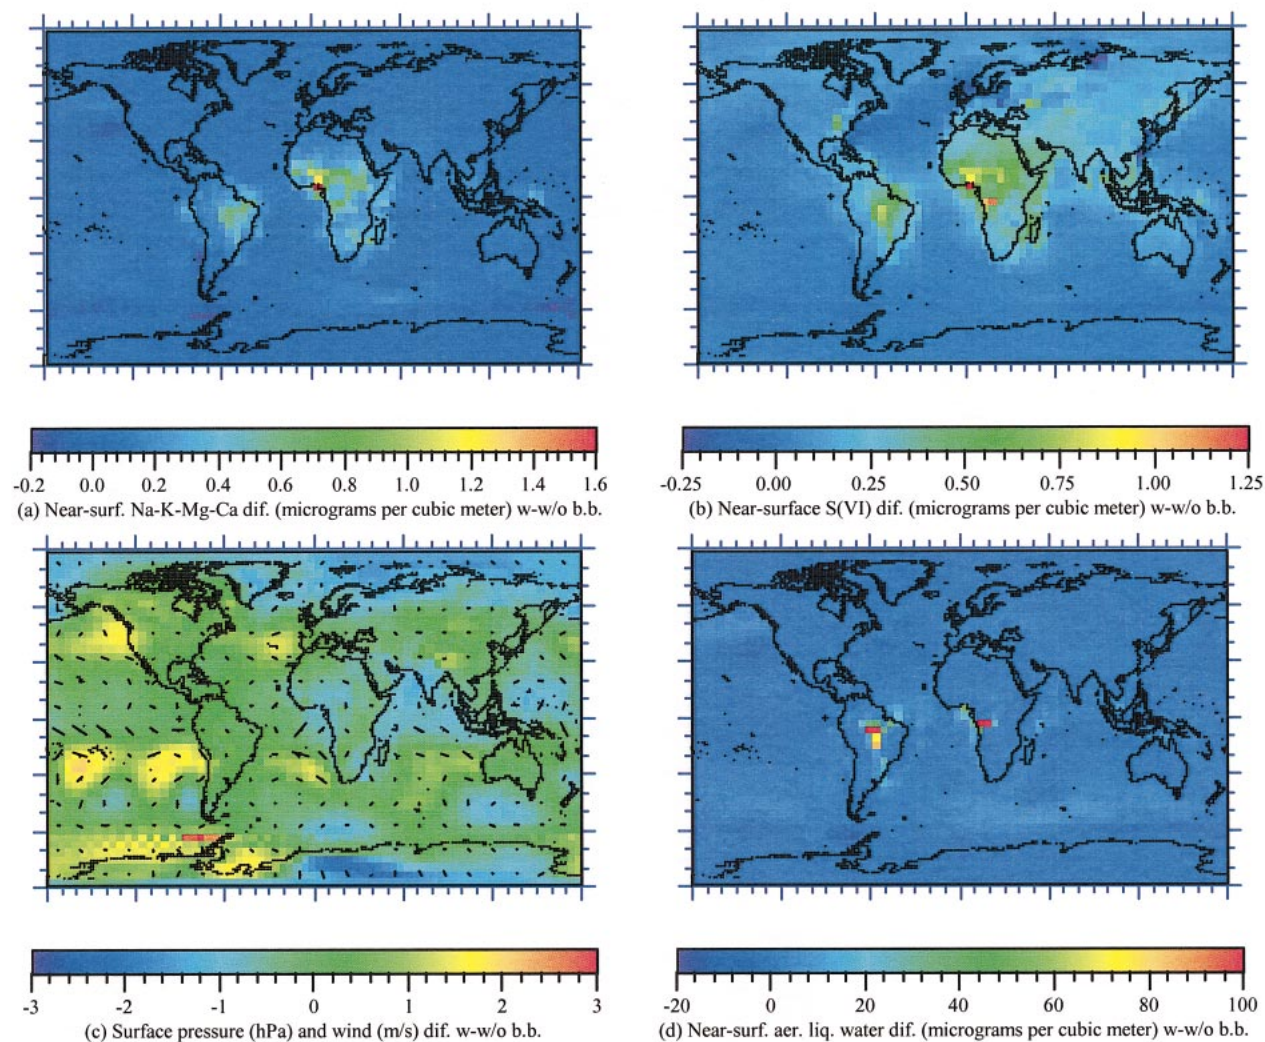 -0.2 0.0 0.2 0.4 0.6 0.8 1.0 1.2 1.4 1.6
(a) Near-surf. Na-K-Mg-Ca dif. (micrograms per cubic meter) w-w/o b.b.
-0.25 0.00 0.25 0.50 0.75 1.00 1.25
(b) Near-surface S(VI) dif. (micrograms per cubic meter) w-w/o b.b.
-3 -2 -1 0 1 2 3
(c) Surface pressure (hPa) and wind (m/s) dif. w-w/o b.b.
-20 0 20 40 60 80 100
(d) Near-surf. aer. liq. water dif. (micrograms per cubic meter) w-w/o b.b.